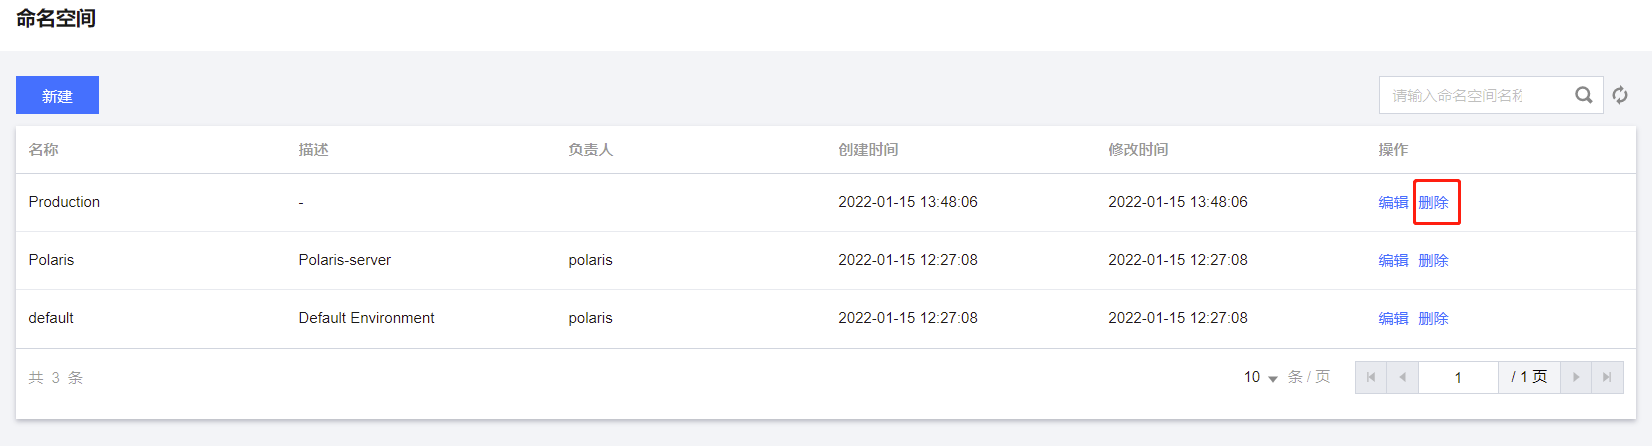 命名空间
新建
请输入命名空间名称
名称 描述 负责人 创建时间 修改时间 操作
Production - 2022-01-15 13:48:06 2022-01-15 13:48:06 编辑 删除
Polaris Polaris-server polaris 2022-01-15 12:27:08 2022-01-15 12:27:08 编辑 删除
default Default Environment polaris 2022-01-15 12:27:08 2022-01-15 12:27:08 编辑 删除
共 3 条 10 条 / 页 1 / 1 页